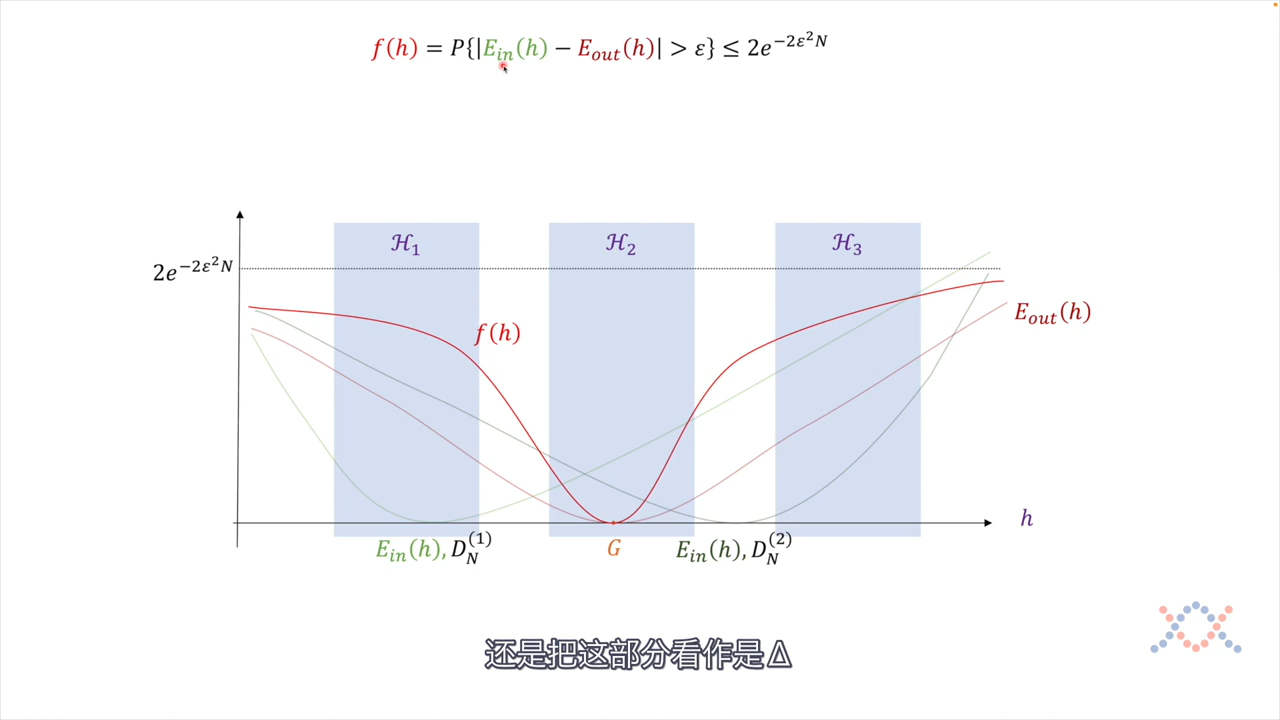 f(h) = P{|E_in(h) − E_out(h)| > ε} ≤ 2e^{−2ε²N}
ℋ₁ ℋ₂ ℋ₃
2e^{−2ε²N}
f(h)
E_out(h)
h
E_in(h), D_N^{(1)} G E_in(h), D_N^{(2)}
还是把这部分看作是 Δ